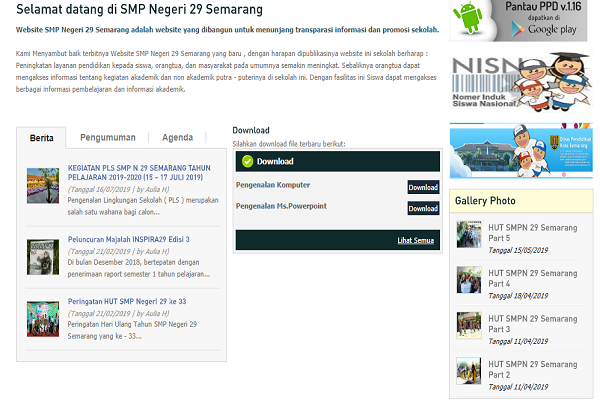 Selamat datang di SMP Negeri 29 Semarang
Website SMP Negeri 29 Semarang adalah website yang dibangun untuk menunjang transparasi informasi dan promosi sekolah.
Kami Menyambut baik terbitnya Website SMP Negeri 29 Semarang yang baru , dengan harapan dipublikasinya website ini sekolah berharap :
Peningkatan layanan pendidikan kepada siswa, orangtua, dan masyarakat pada umumnya semakin meningkat. Sebaliknya orangtua dapat
mengakses informasi tentang kegiatan akademik dan non akademik putra - puterinya di sekolah ini. Dengan fasilitas ini Siswa dapat mengakses
berbagai informasi pembelajaran dan informasi akademik.
Berita
Pengumuman
Agenda
KEGIATAN PLS SMP N 29 SEMARANG TAHUN
PELAJARAN 2019-2020 (15 - 17 JULI 2019)
(Tanggal 16/07/2019 | by Aulia H)
Pengenalan Lingkungan Sekolah ( PLS ) merupakan
salah satu wahana bagi calon...
Peluncuran Majalah INSPIRA29 Edisi 3
(Tanggal 21/02/2019 | by Aulia H)
Di bulan Desember 2018, bertepatan dengan
penerimaan raport semester 1 tahun pelajaran...
Peringatan HUT SMP Negeri 29 ke 33
(Tanggal 21/02/2019 | by Aulia H)
Peringatan Hari Ulang Tahun SMP Negeri 29
Semarang yang ke - 33...
Download
Silahkan download file terbaru berikut:
Download
Pengenalan Komputer
Download
Pengenalan Ms.Powerpoint
Download
Lihat Semua
Pantau PPD v.1.16
dapatkan di
Google play
NISN
Nomer Induk
Siswa Nasional
Dinas Pendidikan
Kota Semarang
Gallery Photo
HUT SMPN 29 Semarang
Part 5
Tanggal 15/05/2019
HUT SMPN 29 Semarang
Part 4
Tanggal 18/04/2019
HUT SMPN 29 Semarang
Part 3
Tanggal 11/04/2019
HUT SMPN 29 Semarang
Part 2
Tanggal 11/04/2019